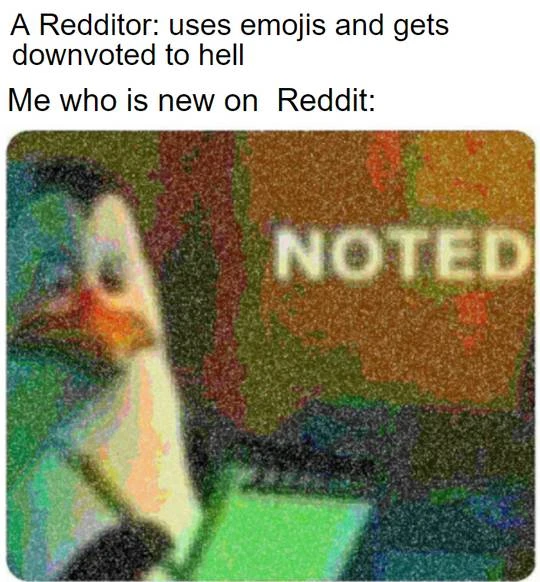 A Redditor: uses emojis and gets
downvoted to hell
Me who is new on  Reddit:
NOTED